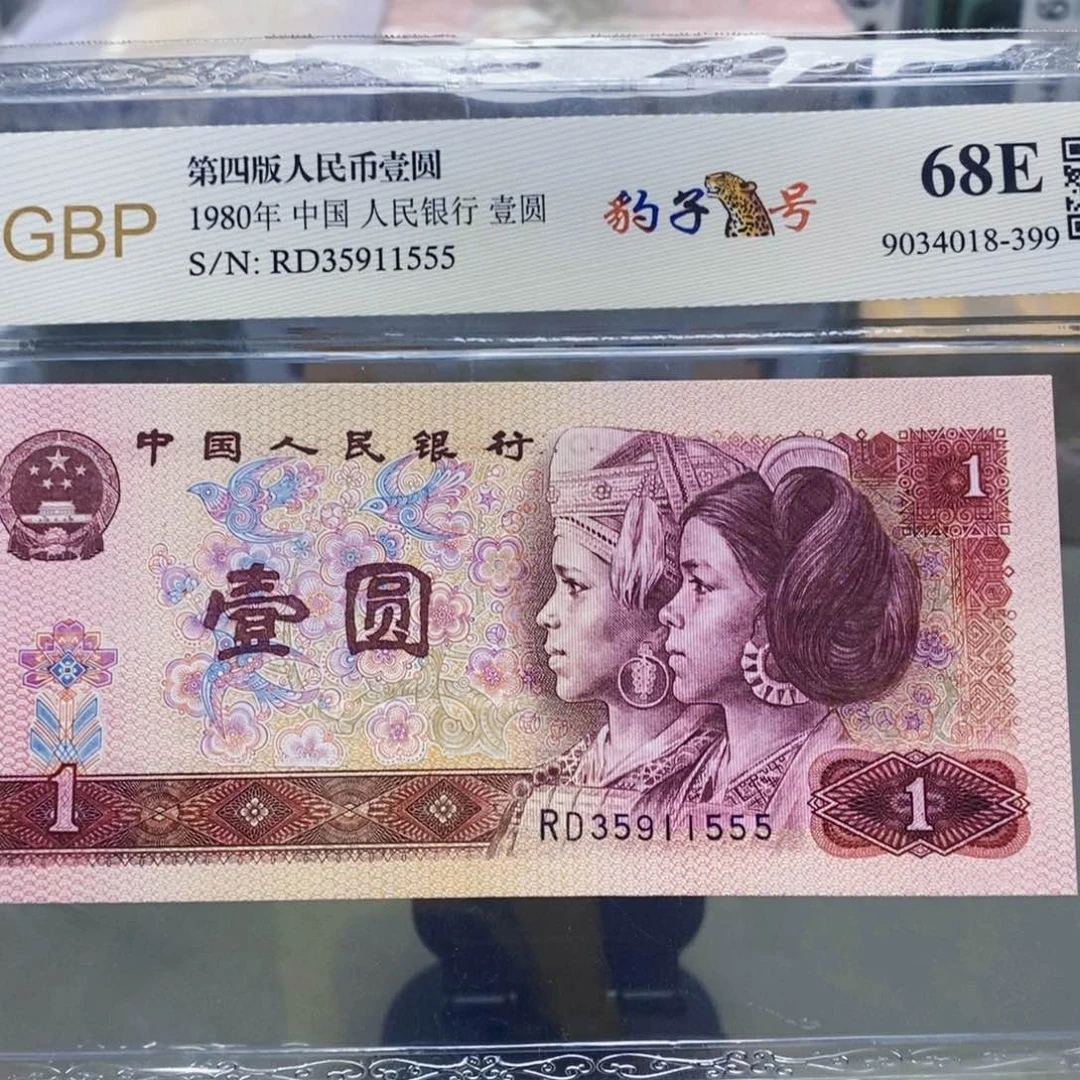 GBP
第四版人民币壹圆
1980年 中国 人民银行 壹圆
S/N: RD35911555
豹子号
68E
9034018-399
中国人民银行
1
壹圆
1
RD35911555
1